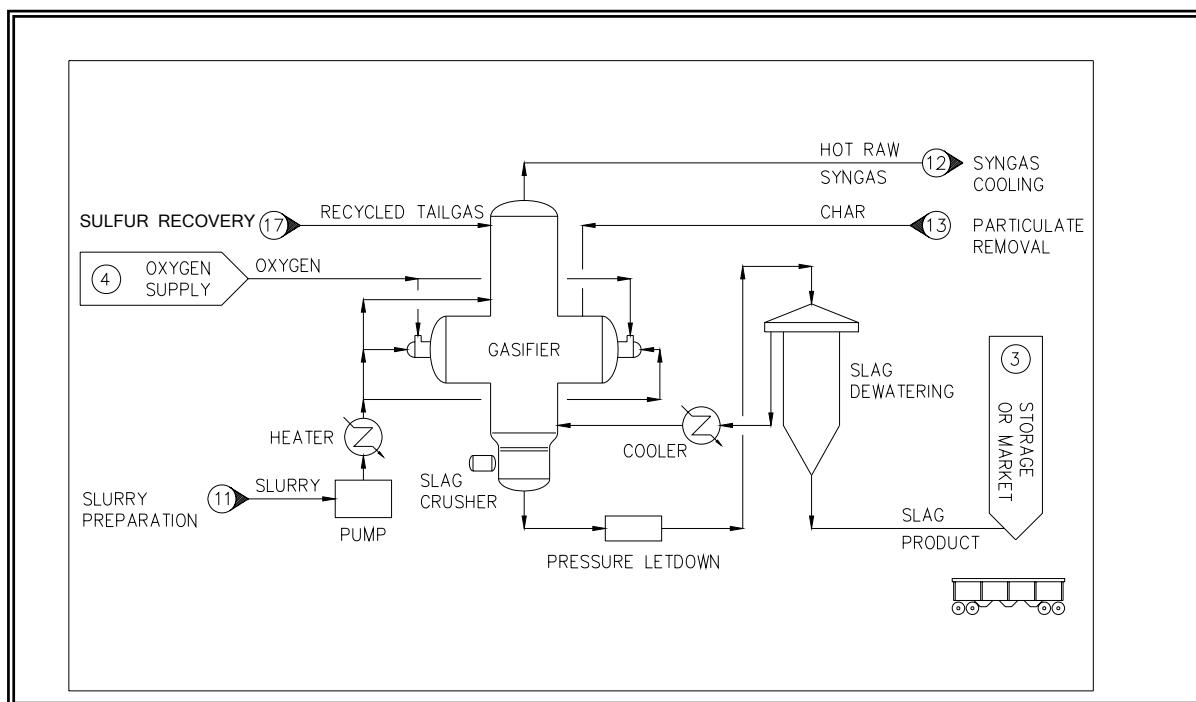 HOT RAW
SYNGAS
12
SYNGAS
COOLING
SULFUR RECOVERY
17
RECYCLED TAILGAS
CHAR
13
PARTICULATE
REMOVAL
4
OXYGEN
SUPPLY
OXYGEN
GASIFIER
3
STORAGE
OR MARKET
SLAG
DEWATERING
HEATER
COOLER
SLAG
CRUSHER
SLURRY
PREPARATION
11
SLURRY
PUMP
PRESSURE LETDOWN
SLAG
PRODUCT